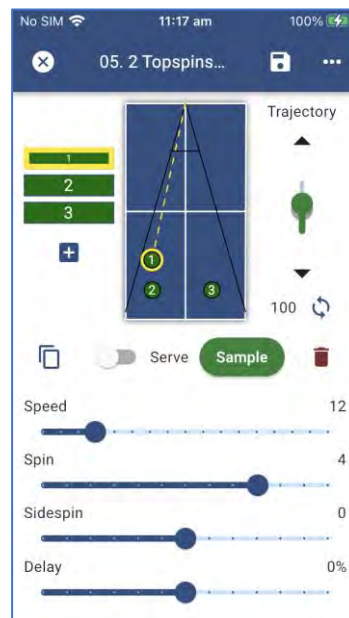 No SIM 11:17 am 100%
05. 2 Topspins...
Trajectory
1
2
3
1
2
3
100
Serve
Sample
Speed 12
Spin 4
Sidespin 0
Delay 0%